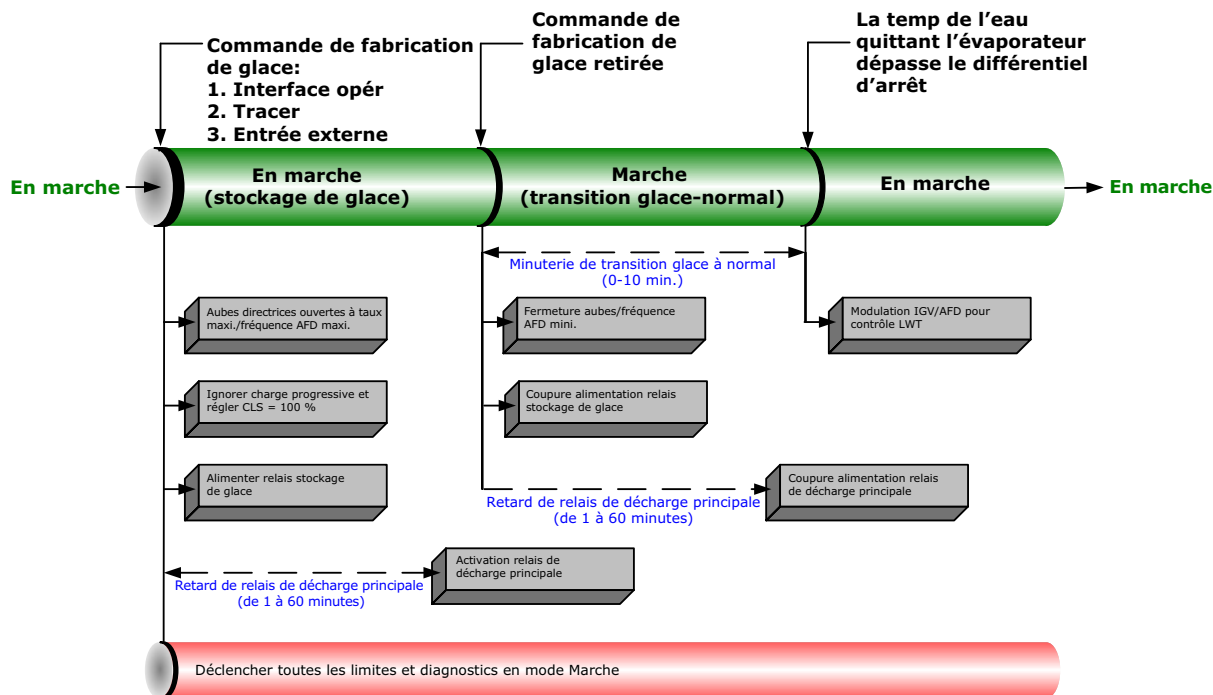 Commande de fabrication
de glace:
1. Interface opér
2. Tracer
3. Entrée externe
Commande de
fabrication de
glace retirée
La temp de l'eau
quittant l'évaporateur
dépasse le différentiel
d'arrêt
En marche
En marche
(stockage de glace)
Marche
(transition glace-normal)
En marche
En marche
Minuterie de transition glace à normal
(0-10 min.)
Aubes directrices ouvertes à taux
maxi./fréquence AFD maxi.
Fermeture aubes/fréquence
AFD mini.
Modulation IGV/AFD pour
contrôle LWT
Ignorer charge progressive et
régler CLS = 100 %
Coupure alimentation relais
stockage de glace
Alimenter relais stockage
de glace
Retard de relais de décharge principale
(de 1 à 60 minutes)
Coupure alimentation relais
de décharge principale
Retard de relais de décharge principale
(de 1 à 60 minutes)
Activation relais de
décharge principale
Déclencher toutes les limites et diagnostics en mode Marche